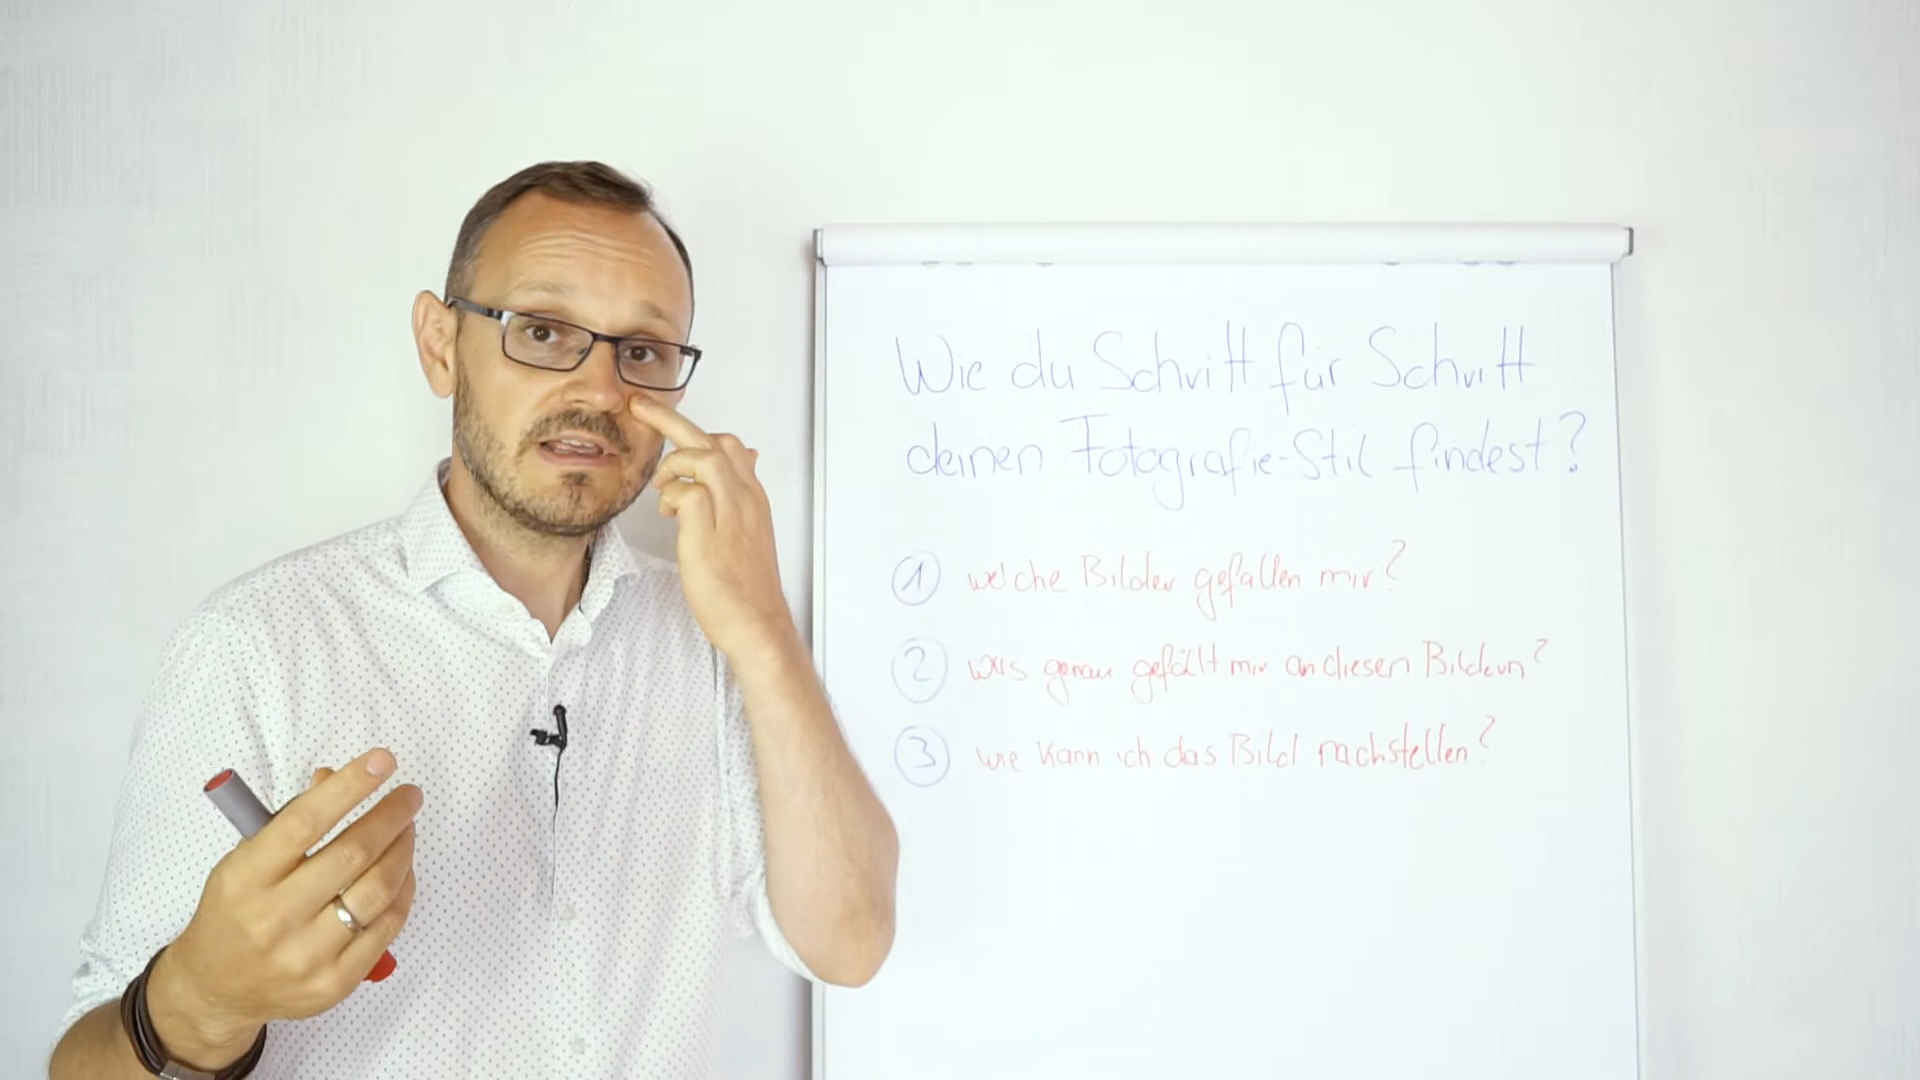 Wie du Schritt für Schritt
deinen Fotografie-Stil findest?
1 welche Bilder gefallen mir?
2 was genau gefällt mir an diesen Bildern?
3 wie kann ich das Bild nachstellen?